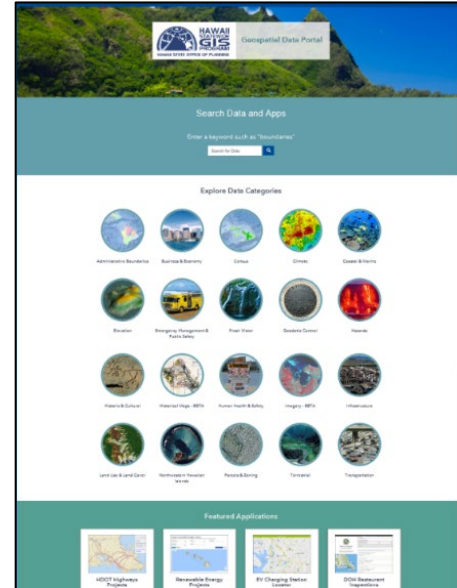 HAWAII
STATEWIDE
GIS
PROGRAM
HAWAII STATE OFFICE OF PLANNING
Geospatial Data Portal
Search Data and Apps
Enter a keyword such as "boundaries"
Search for Data
Explore Data Categories
Administrative Boundaries
Business & Economy
Census
Climate
Coastal & Marine
Elevation
Emergency Management &
Public Safety
Fresh Water
Geodetic Control
Hazards
Historic & Cultural
Historical Maps - BETA
Human Health & Safety
Imagery - BETA
Infrastructure
Land Use & Land Cover
Northwestern Hawaiian
Islands
Parcels & Zoning
Terrestrial
Transportation
Featured Applications
HDOT Highways
Projects
Renewable Energy
Projects
EV Charging Station
Locator
DOH Restaurant
Inspections